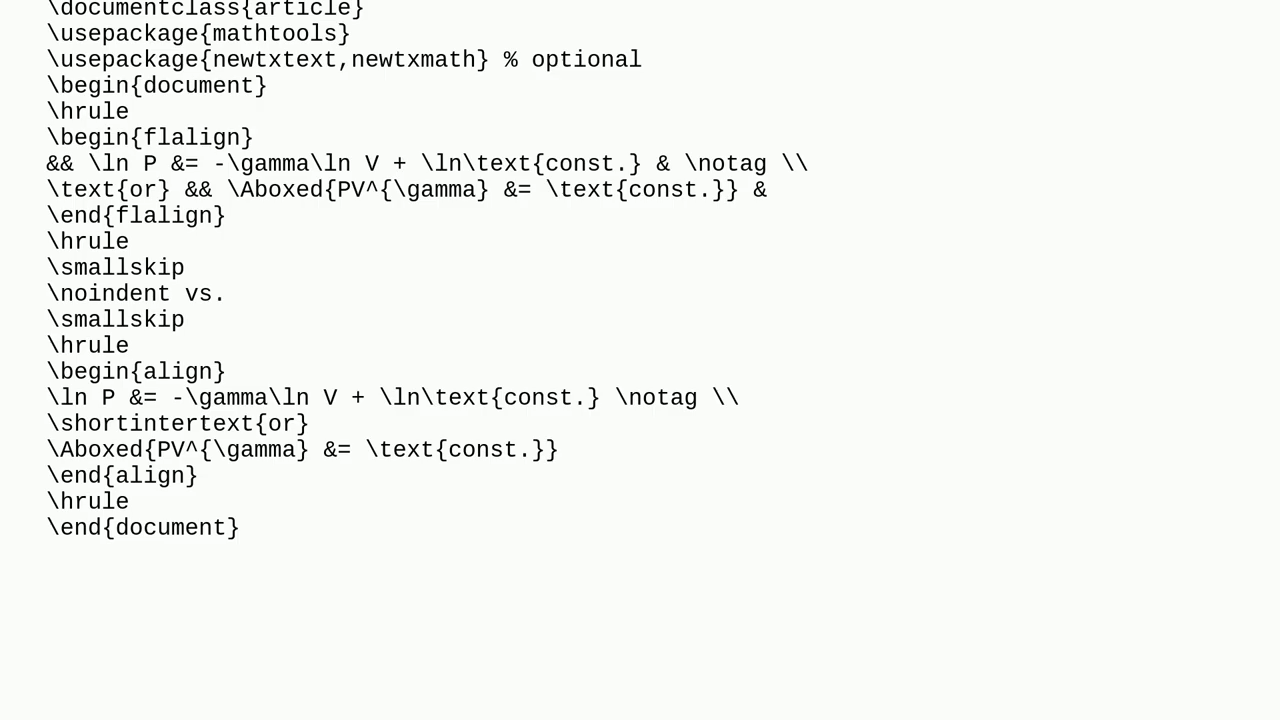 \documentclass{article}
\usepackage{mathtools}
\usepackage{newtxtext,newtxmath} % optional
\begin{document}
\hrule
\begin{flalign}
&& \ln P &= -\gamma\ln V + \ln\text{const.} & \notag \\
\text{or} && \Aboxed{PV^{\gamma} &= \text{const.}} &
\end{flalign}
\hrule
\smallskip
\noindent vs.
\smallskip
\hrule
\begin{align}
\ln P &= -\gamma\ln V + \ln\text{const.} \notag \\
\shortintertext{or}
\Aboxed{PV^{\gamma} &= \text{const.}}
\end{align}
\hrule
\end{document}